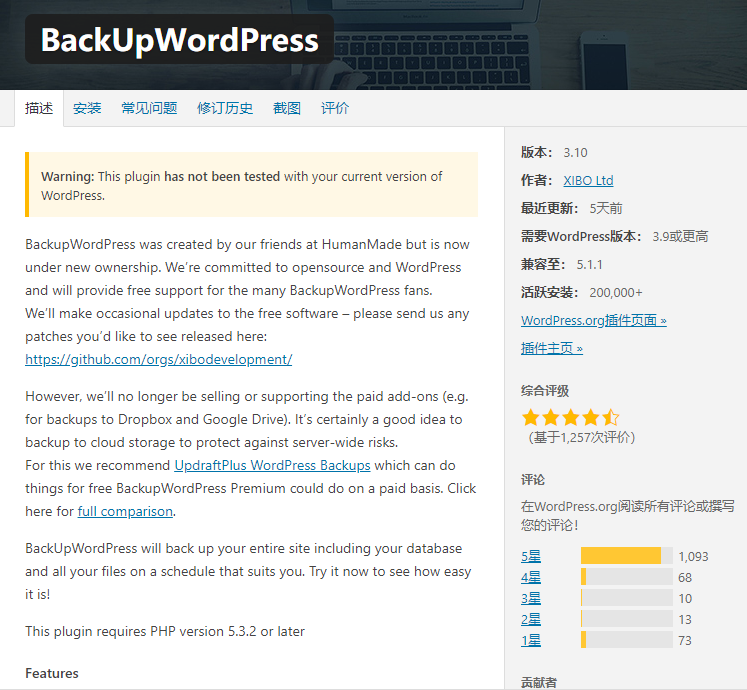 BackUpWordPress
描述 安装 常见问题 修订历史 截图 评价
Warning: This plugin has not been tested with your current version of
WordPress.
BackupWordPress was created by our friends at HumanMade but is now
under new ownership. We’re committed to opensource and WordPress
and will provide free support for the many BackupWordPress fans.
We’ll make occasional updates to the free software – please send us any
patches you’d like to see released here:
https://github.com/orgs/xibodevelopment/
However, we’ll no longer be selling or supporting the paid add-ons (e.g.
for backups to Dropbox and Google Drive). It’s certainly a good idea to
backup to cloud storage to protect against server-wide risks.
For this we recommend UpdraftPlus WordPress Backups which can do
things for free BackupWordPress Premium could do on a paid basis. Click
here for full comparison.
BackUpWordPress will back up your entire site including your database
and all your files on a schedule that suits you. Try it now to see how easy
it is!
This plugin requires PHP version 5.3.2 or later
Features
版本： 3.10
作者： XIBO Ltd
最近更新： 5天前
需要WordPress版本： 3.9或更高
兼容至： 5.1.1
活跃安装： 200,000+
WordPress.org插件页面 »
插件主页 »
综合评级
（基于1,257次评价）
评论
在WordPress.org阅读所有评论或撰写
您的评论！
5星 1,093
4星 68
3星 10
2星 13
1星 73
贡献者